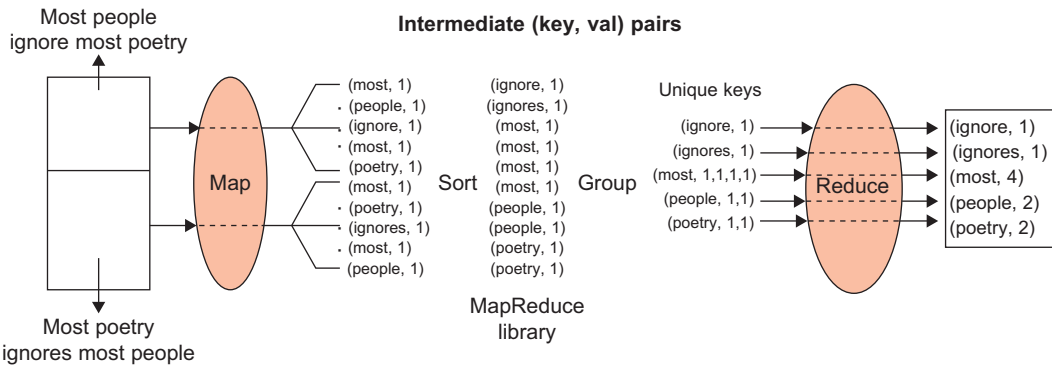 Most people
ignore most poetry
Intermediate (key, val) pairs
Map
(most, 1)
(people, 1)
(ignore, 1)
(most, 1)
(poetry, 1)
(most, 1)
(poetry, 1)
(ignores, 1)
(most, 1)
(people, 1)
Sort
(ignore, 1)
(ignores, 1)
(most, 1)
(most, 1)
(most, 1)
(most, 1)
(people, 1)
(people, 1)
(poetry, 1)
(poetry, 1)
Group
MapReduce
library
Unique keys
(ignore, 1)
(ignores, 1)
(most, 1,1,1,1)
(people, 1,1)
(poetry, 1,1)
Reduce
(ignore, 1)
(ignores, 1)
(most, 4)
(people, 2)
(poetry, 2)
Most poetry
ignores most people